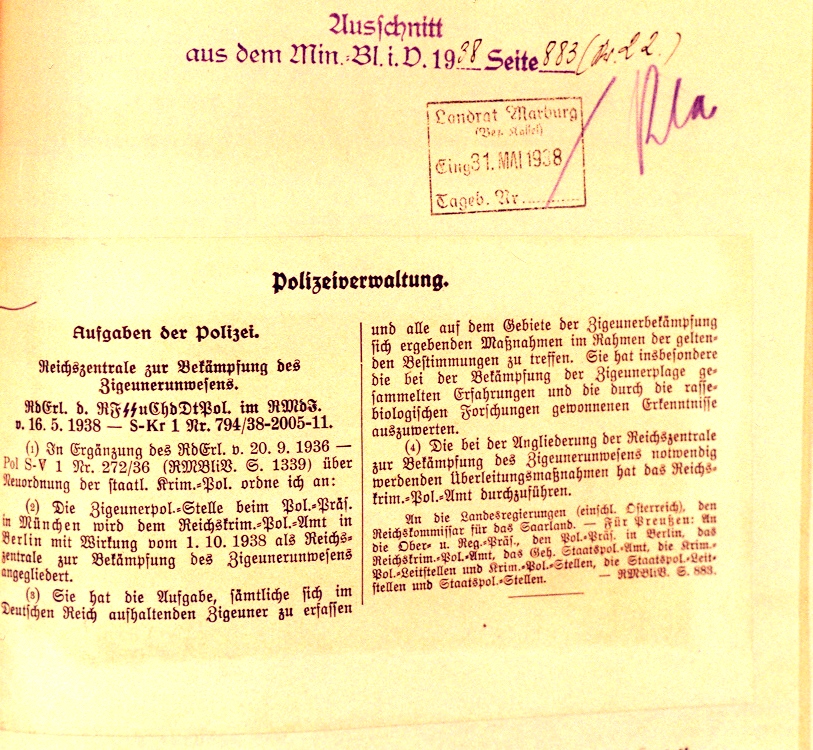 Ausschnitt
aus dem Min.-Bl. i. V. 1938 Seite 883 (Nr. 22.)
Landrat Marburg
(Bez. Kassel)
Eing. 31. MAI 1938
Tageb. Nr..........
Polizeiverwaltung.
Aufgaben der Polizei.
Reichszentrale zur Bekämpfung des
Zigeunerunwesens.
RdErl. d. RFSSuChdDtPol. im RMdI.
v. 16. 5. 1938 — S-Kr 1 Nr. 794/38-2005-11.
(1) In Ergänzung des RdErl. v. 20. 9. 1936 —
Pol S-V 1 Nr. 272/36 (RMBliV. S. 1339) über
Neuordnung der staatl. Krim.-Pol. ordne ich an:
(2) Die Zigeunerpol.-Stelle beim Pol.-Präs.
in München wird dem Reichskrim.-Pol.-Amt in
Berlin mit Wirkung vom 1. 10. 1938 als Reichs-
zentrale zur Bekämpfung des Zigeunerunwesens
angegliedert.
(3) Sie hat die Aufgabe, sämtliche sich im
Deutschen Reich aufhaltenden Zigeuner zu erfassen
und alle auf dem Gebiete der Zigeunerbekämpfung
sich ergebenden Maßnahmen im Rahmen der gelten-
den Bestimmungen zu treffen. Sie hat insbesondere
die bei der Bekämpfung der Zigeunerplage ge-
sammelten Erfahrungen und die durch die rasse-
biologischen Forschungen gewonnenen Erkenntnisse
auszuwerten.
(4) Die bei der Angliederung der Reichszentrale
zur Bekämpfung des Zigeunerunwesens notwendig
werdenden Überleitungsmaßnahmen hat das Reichs-
krim.-Pol.-Amt durchzuführen.
An die Landesregierungen (einschl. Österreich), den
Reichskommissar für das Saarland. — Für Preußen: An
die Ober- u. Reg.-Präs., den Pol.-Präs. in Berlin, das
Reichskrim.-Pol.-Amt, das Geh. Staatspol.-Amt, die Krim.-
Pol.-Leitstellen und Krim.-Pol.-Stellen, die Staatspol.-Leit-
stellen und Staatspol.-Stellen.
— RMBliV. S. 883.